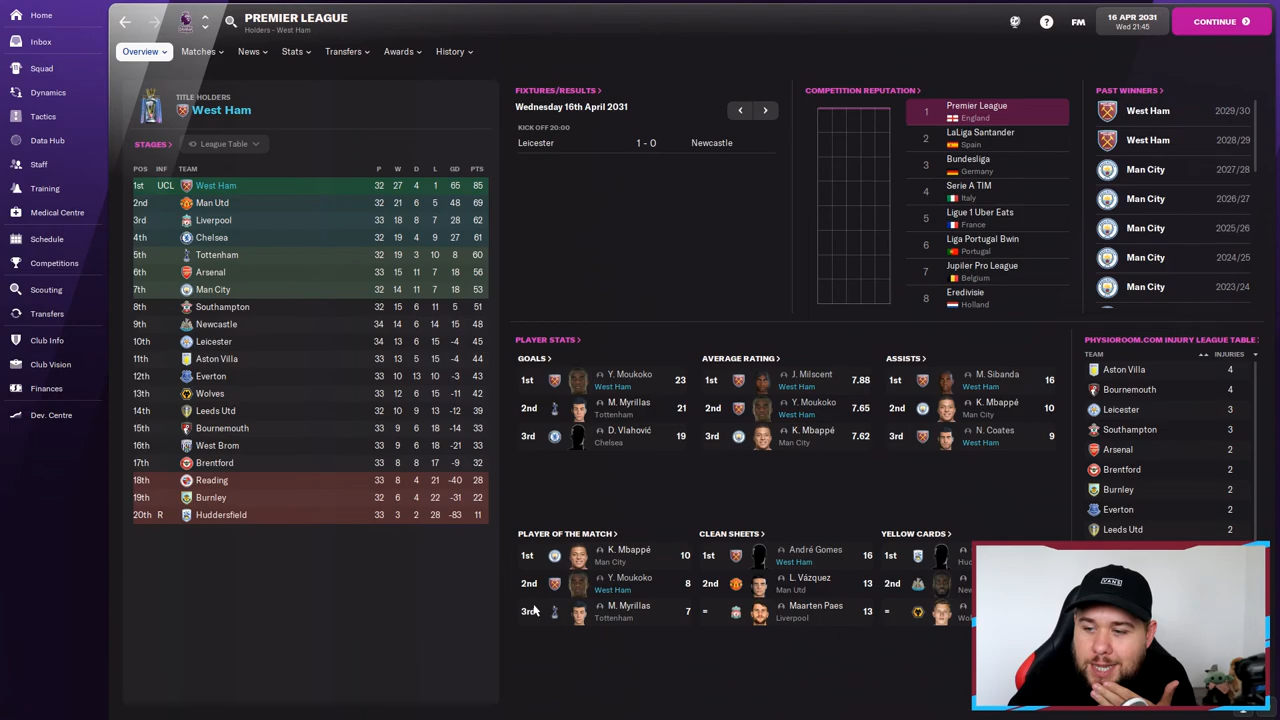 Home
Inbox
Squad
Dynamics
Tactics
Data Hub
Staff
Training
Medical Centre
Schedule
Competitions
Scouting
Transfers
Club Info
Club Vision
Finances
Dev. Centre
PREMIER LEAGUE
Holders - West Ham
? FM
16 APR 2031
Wed 21:45
CONTINUE
Overview Matches News Stats Transfers Awards History
TITLE HOLDERS
West Ham
STAGES > League Table
POS INF TEAM P W D L GD PTS
1st UCL West Ham 32 27 4 1 65 85
2nd Man Utd 32 21 6 5 48 69
3rd Liverpool 33 18 8 7 28 62
4th Chelsea 32 19 4 9 27 61
5th Tottenham 32 19 3 10 8 60
6th Arsenal 33 15 11 7 18 56
7th Man City 32 14 11 7 18 53
8th Southampton 32 15 6 11 5 51
9th Newcastle 34 14 6 14 15 48
10th Leicester 34 13 6 15 -4 45
11th Aston Villa 33 13 5 15 -4 44
12th Everton 32 10 13 10 -3 43
13th Wolves 33 12 6 15 -11 42
14th Leeds Utd 32 10 9 13 -12 39
15th Bournemouth 33 9 6 18 -14 33
16th West Brom 33 9 6 18 -21 33
17th Brentford 33 8 8 17 -9 32
18th Reading 33 8 4 21 -40 28
19th Burnley 32 6 4 22 -31 22
20th R Huddersfield 33 3 2 28 -83 11
FIXTURES/RESULTS >
Wednesday 16th April 2031
KICK OFF 20:00
Leicester 1 - 0 Newcastle
COMPETITION REPUTATION >
1 Premier League
England
2 LaLiga Santander
Spain
3 Bundesliga
Germany
4 Serie A TIM
Italy
5 Ligue 1 Uber Eats
France
6 Liga Portugal Bwin
Portugal
7 Jupiler Pro League
Belgium
8 Eredivisie
Holland
PAST WINNERS >
West Ham 2029/30
West Ham 2028/29
Man City 2027/28
Man City 2026/27
Man City 2025/26
Man City 2024/25
Man City 2023/24
PLAYER STATS >
GOALS >
1st Y. Moukoko 23
West Ham
2nd M. Myrillas 21
Tottenham
3rd D. Vlahović 19
Chelsea
AVERAGE RATING >
1st J. Milscent 7.88
West Ham
2nd Y. Moukoko 7.65
West Ham
3rd K. Mbappé 7.62
Man City
ASSISTS >
1st M. Sibanda 16
West Ham
2nd K. Mbappé 10
Man City
3rd N. Coates 9
West Ham
PLAYER OF THE MATCH >
1st K. Mbappé 10
Man City
2nd Y. Moukoko 8
West Ham
3rd M. Myrillas 7
Tottenham
CLEAN SHEETS >
1st André Gomes 16
West Ham
2nd L. Vázquez 13
Man Utd
= Maarten Paes 13
Liverpool
YELLOW CARDS >
1st
2nd
=
PHYSIOROOM.COM INJURY LEAGUE TABLE
TEAM INJURIES
Aston Villa 4
Bournemouth 4
Leicester 3
Southampton 3
Arsenal 2
Brentford 2
Burnley 2
Everton 2
Leeds Utd 2
VANS